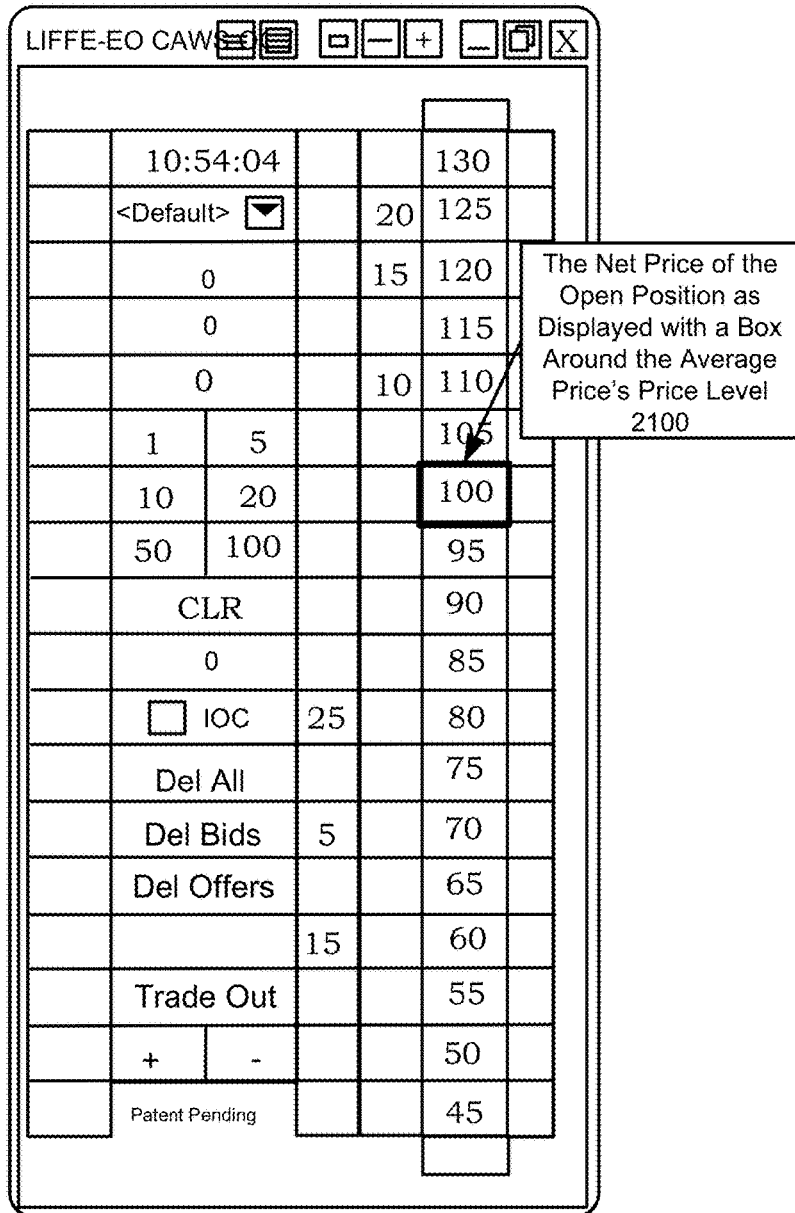 LIFFE-EO CAWS-O
X
10:54:04 130
<Default> 20 125
0 15 120
0 115
0 10 110
1 5 105
10 20 100
50 100 95
CLR 90
0 85
IOC 25 80
Del All 75
Del Bids 5 70
Del Offers 65
15 60
Trade Out 55
+ - 50
Patent Pending 45
The Net Price of the
Open Position as
Displayed with a Box
Around the Average
Price's Price Level
2100